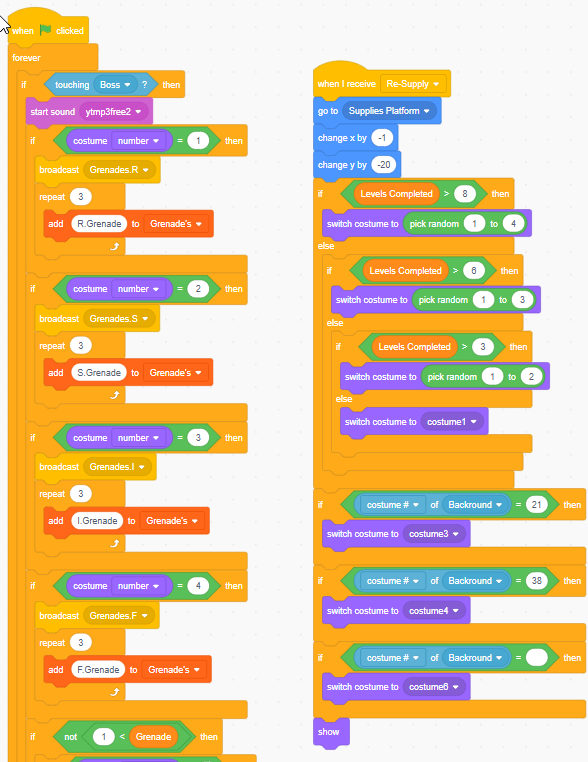 when clicked
forever
if touching Boss ? then
start sound ytmp3free2
if costume number = 1 then
broadcast Grenades.R
repeat 3
add R.Grenade to Grenade's
if costume number = 2 then
broadcast Grenades.S
repeat 3
add S.Grenade to Grenade's
if costume number = 3 then
broadcast Grenades.I
repeat 3
add I.Grenade to Grenade's
if costume number = 4 then
broadcast Grenades.F
repeat 3
add F.Grenade to Grenade's
if not 1 < Grenade then
when I receive Re-Supply
go to Supplies Platform
change x by -1
change y by -20
if Levels Completed > 8 then
switch costume to pick random 1 to 4
else
if Levels Completed > 6 then
switch costume to pick random 1 to 3
else
if Levels Completed > 3 then
switch costume to pick random 1 to 2
else
switch costume to costume1
if costume # of Backround = 21 then
switch costume to costume3
if costume # of Backround = 38 then
switch costume to costume4
if costume # of Backround = then
switch costume to costume6
show